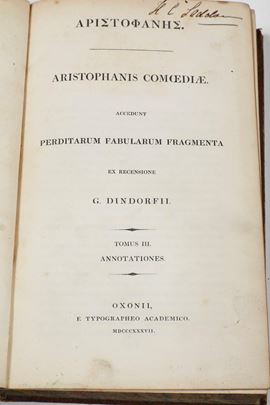 ΑΡΙΣΤΟΦΑΝΗΣ.
ARISTOPHANIS COMŒDIÆ.
ACCEDUNT
PERDITARUM FABULARUM FRAGMENTA
EX RECENSIONE
G. DINDORFII.
TOMUS III.
ANNOTATIONES.
OXONII,
E TYPOGRAPHEO ACADEMICO.
MDCCCXXXVII.